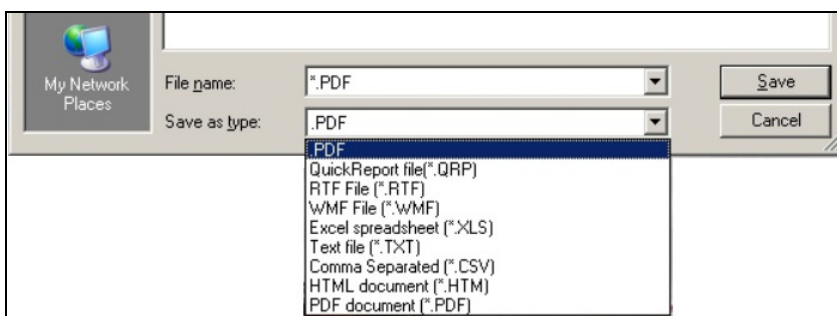 My Network
Places
File name:
*.PDF
Save
Save as type:
.PDF
Cancel
.PDF
QuickReport file(*.QRP)
RTF File (*.RTF)
WMF File (*.WMF)
Excel spreadsheet (*.XLS)
Text file (*.TXT)
Comma Separated (*.CSV)
HTML document (*.HTM)
PDF document (*.PDF)